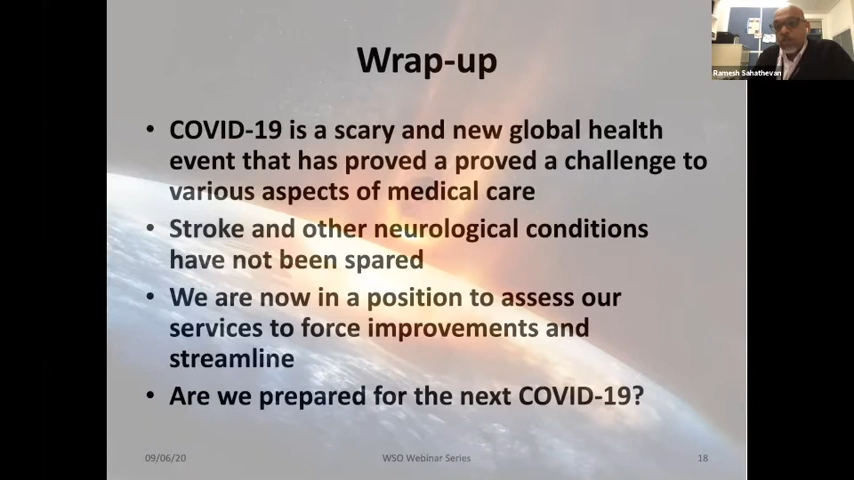 Wrap-up
Ramesh Sahathevan
• COVID-19 is a scary and new global health
event that has proved a proved a challenge to
various aspects of medical care
• Stroke and other neurological conditions
have not been spared
• We are now in a position to assess our
services to force improvements and
streamline
• Are we prepared for the next COVID-19?
09/06/20
WSO Webinar Series
18